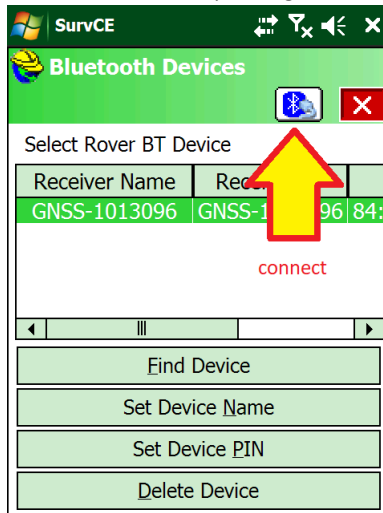 SurvCE
Bluetooth Devices
Select Rover BT Device
Receiver Name
GNSS-1013096 GNSS-1 96 84:
connect
Find Device
Set Device Name
Set Device PIN
Delete Device